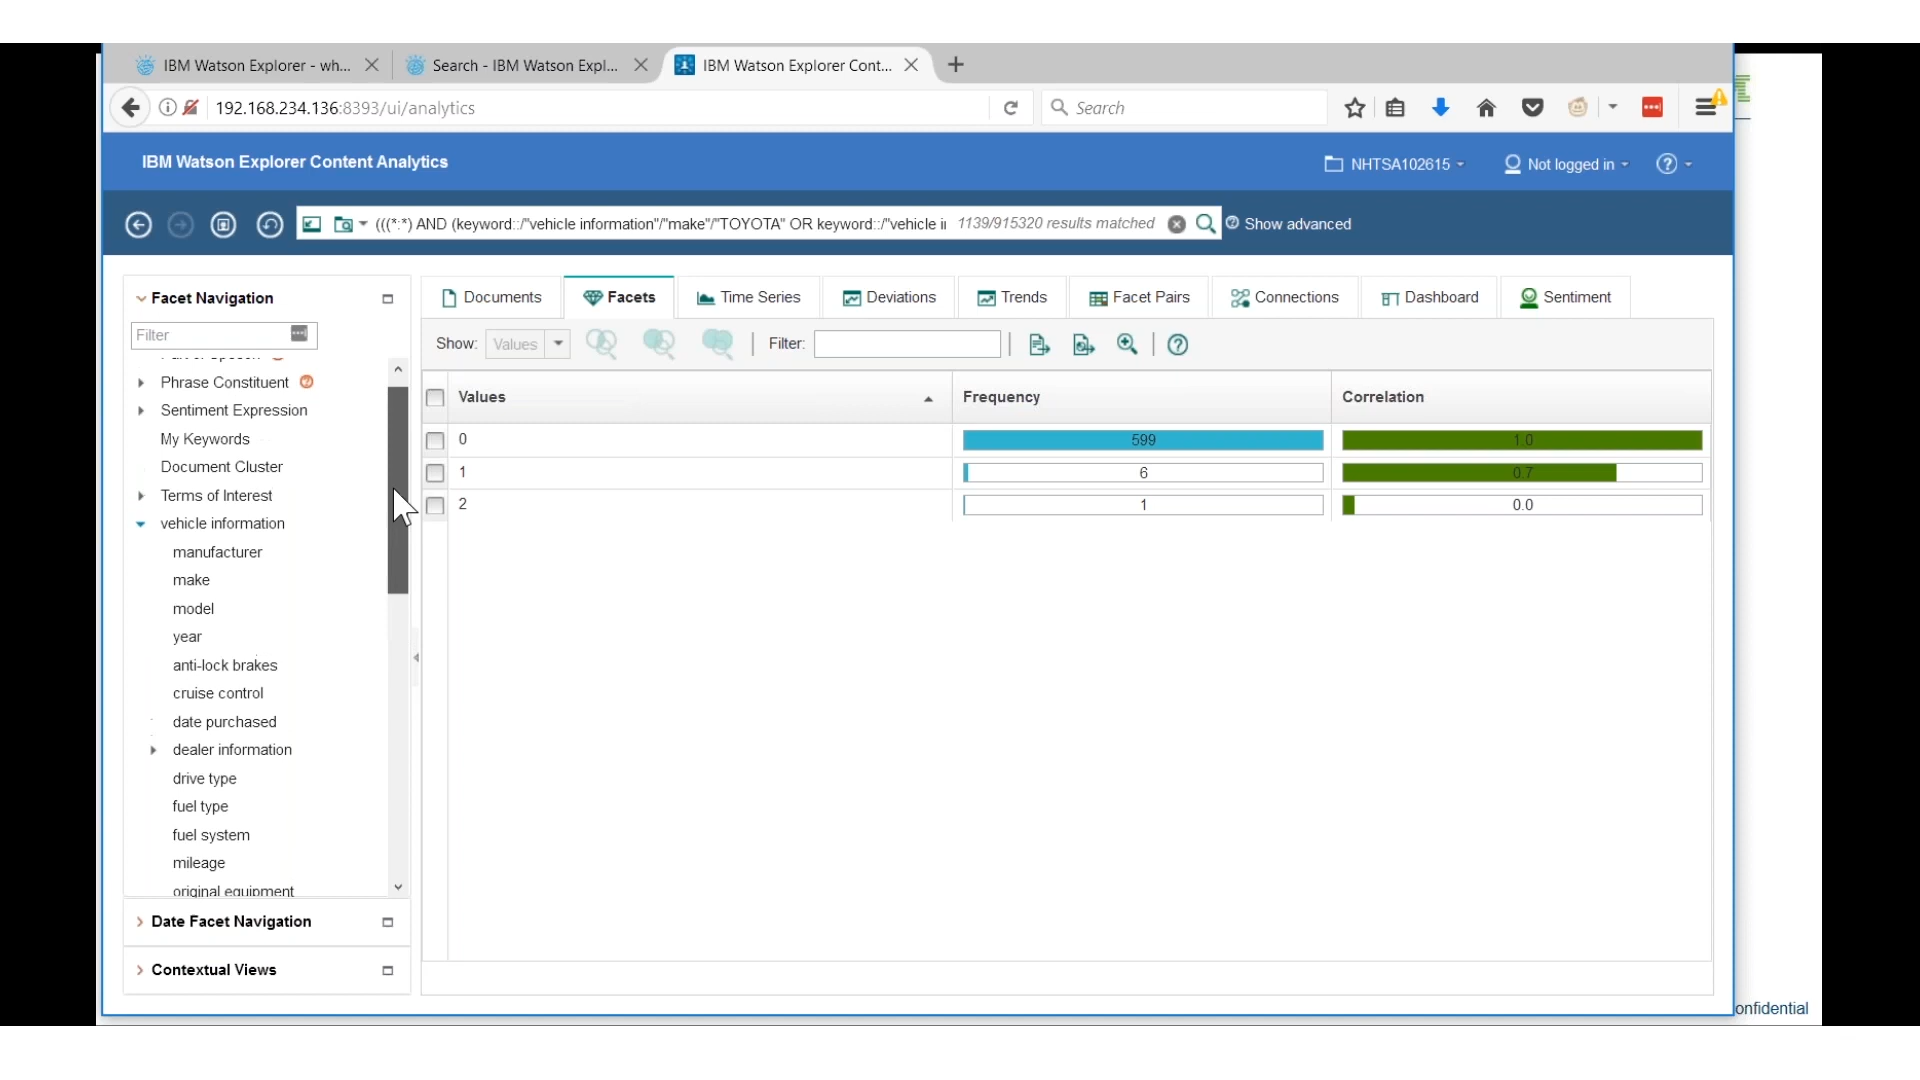 IBM Watson Explorer - wh...
Search - IBM Watson Expl...
IBM Watson Explorer Cont...
192.168.234.136:8393/ui/analytics
Search
IBM Watson Explorer Content Analytics
NHTSA102615
Not logged in
(((*:*) AND (keyword::/"vehicle information"/"make"/"TOYOTA" OR keyword::/"vehicle i
1139/915320 results matched
Show advanced
Facet Navigation
Filter
Part of Speech
Phrase Constituent
Sentiment Expression
My Keywords
Document Cluster
Terms of Interest
vehicle information
manufacturer
make
model
year
anti-lock brakes
cruise control
date purchased
dealer information
drive type
fuel type
fuel system
mileage
original equipment
Date Facet Navigation
Contextual Views
Documents
Facets
Time Series
Deviations
Trends
Facet Pairs
Connections
Dashboard
Sentiment
Show: Values
Filter:
Values Frequency Correlation
0 599 1.0
1 6 0.7
2 1 0.0
onfidential